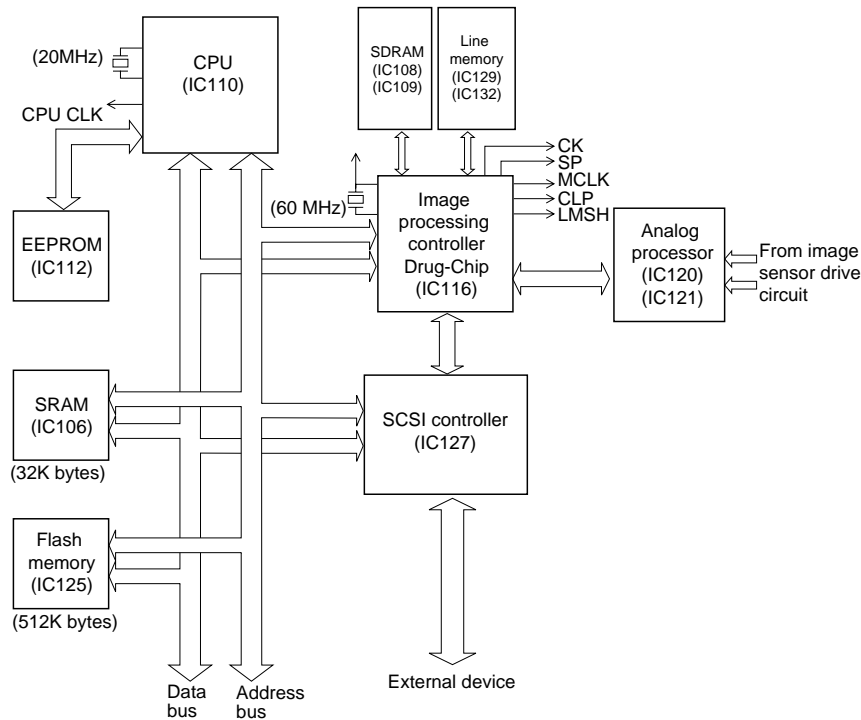 (20MHz)
CPU
(IC110)
CPU CLK
SDRAM
(IC108)
(IC109)
Line
memory
(IC129)
(IC132)
CK
SP
MCLK
CLP
LMSH
(60 MHz)
Image
processing
controller
Drug-Chip
(IC116)
EEPROM
(IC112)
Analog
processor
(IC120)
(IC121)
From image
sensor drive
circuit
SRAM
(IC106)
(32K bytes)
SCSI controller
(IC127)
Flash
memory
(IC125)
(512K bytes)
Data
bus
Address
bus
External device